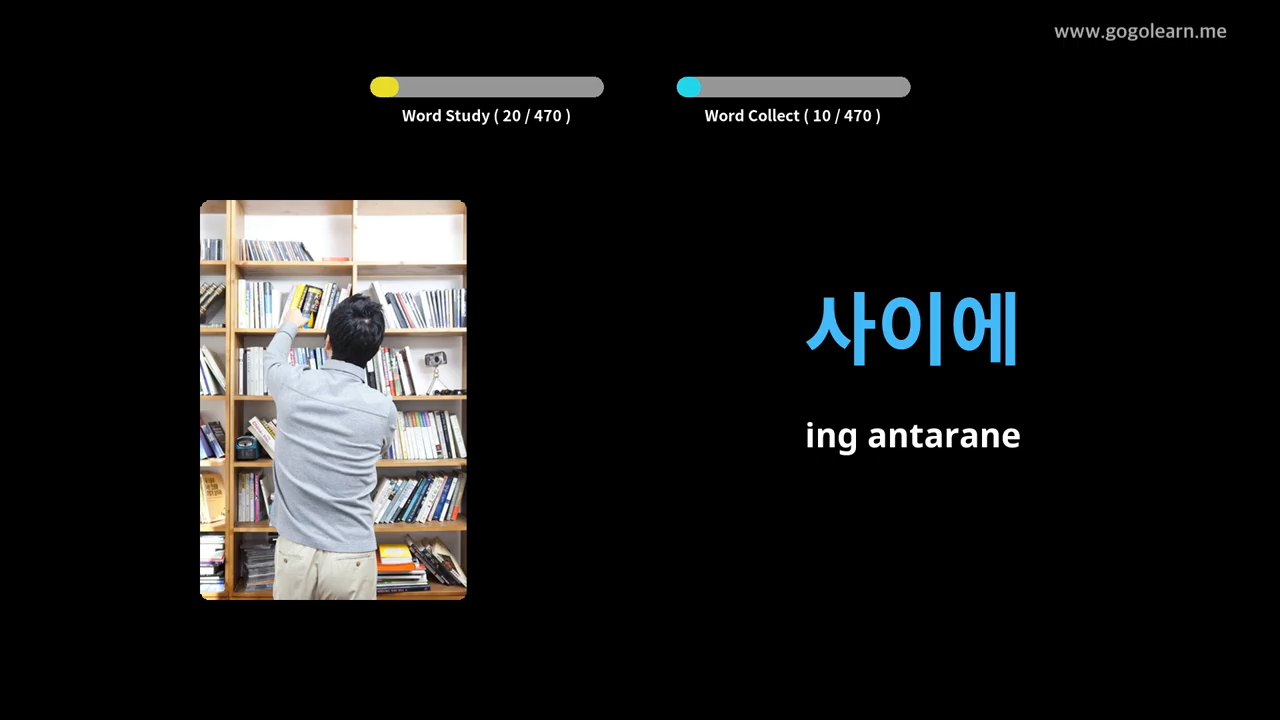 www.gogolearn.me
Word Study ( 20 / 470 )
Word Collect ( 10 / 470 )
사이에
ing antarane